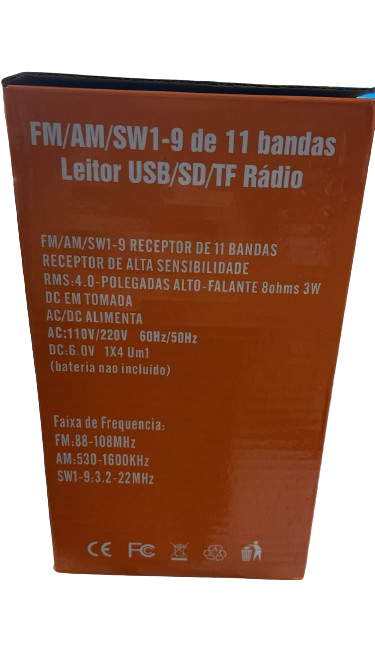 FM/AM/SW1-9 de 11 bandas
Leitor USB/SD/TF Rádio
FM/AM/SW1-9 RECEPTOR DE 11 BANDAS
RECEPTOR DE ALTA SENSIBILIDADE
RMS:4.0-POLEGADAS ALTO-FALANTE 8ohms 3W
DC EM TOMADA
AC/DC ALIMENTA
AC:110V/220V 60Hz/50Hz
DC:6.0V 1X4 Um1
(bateria nao incluído)
Faixa de Frequencia:
FM:88-108MHz
AM:530-1600KHz
SW1-9:3.2-22MHz
CE FC